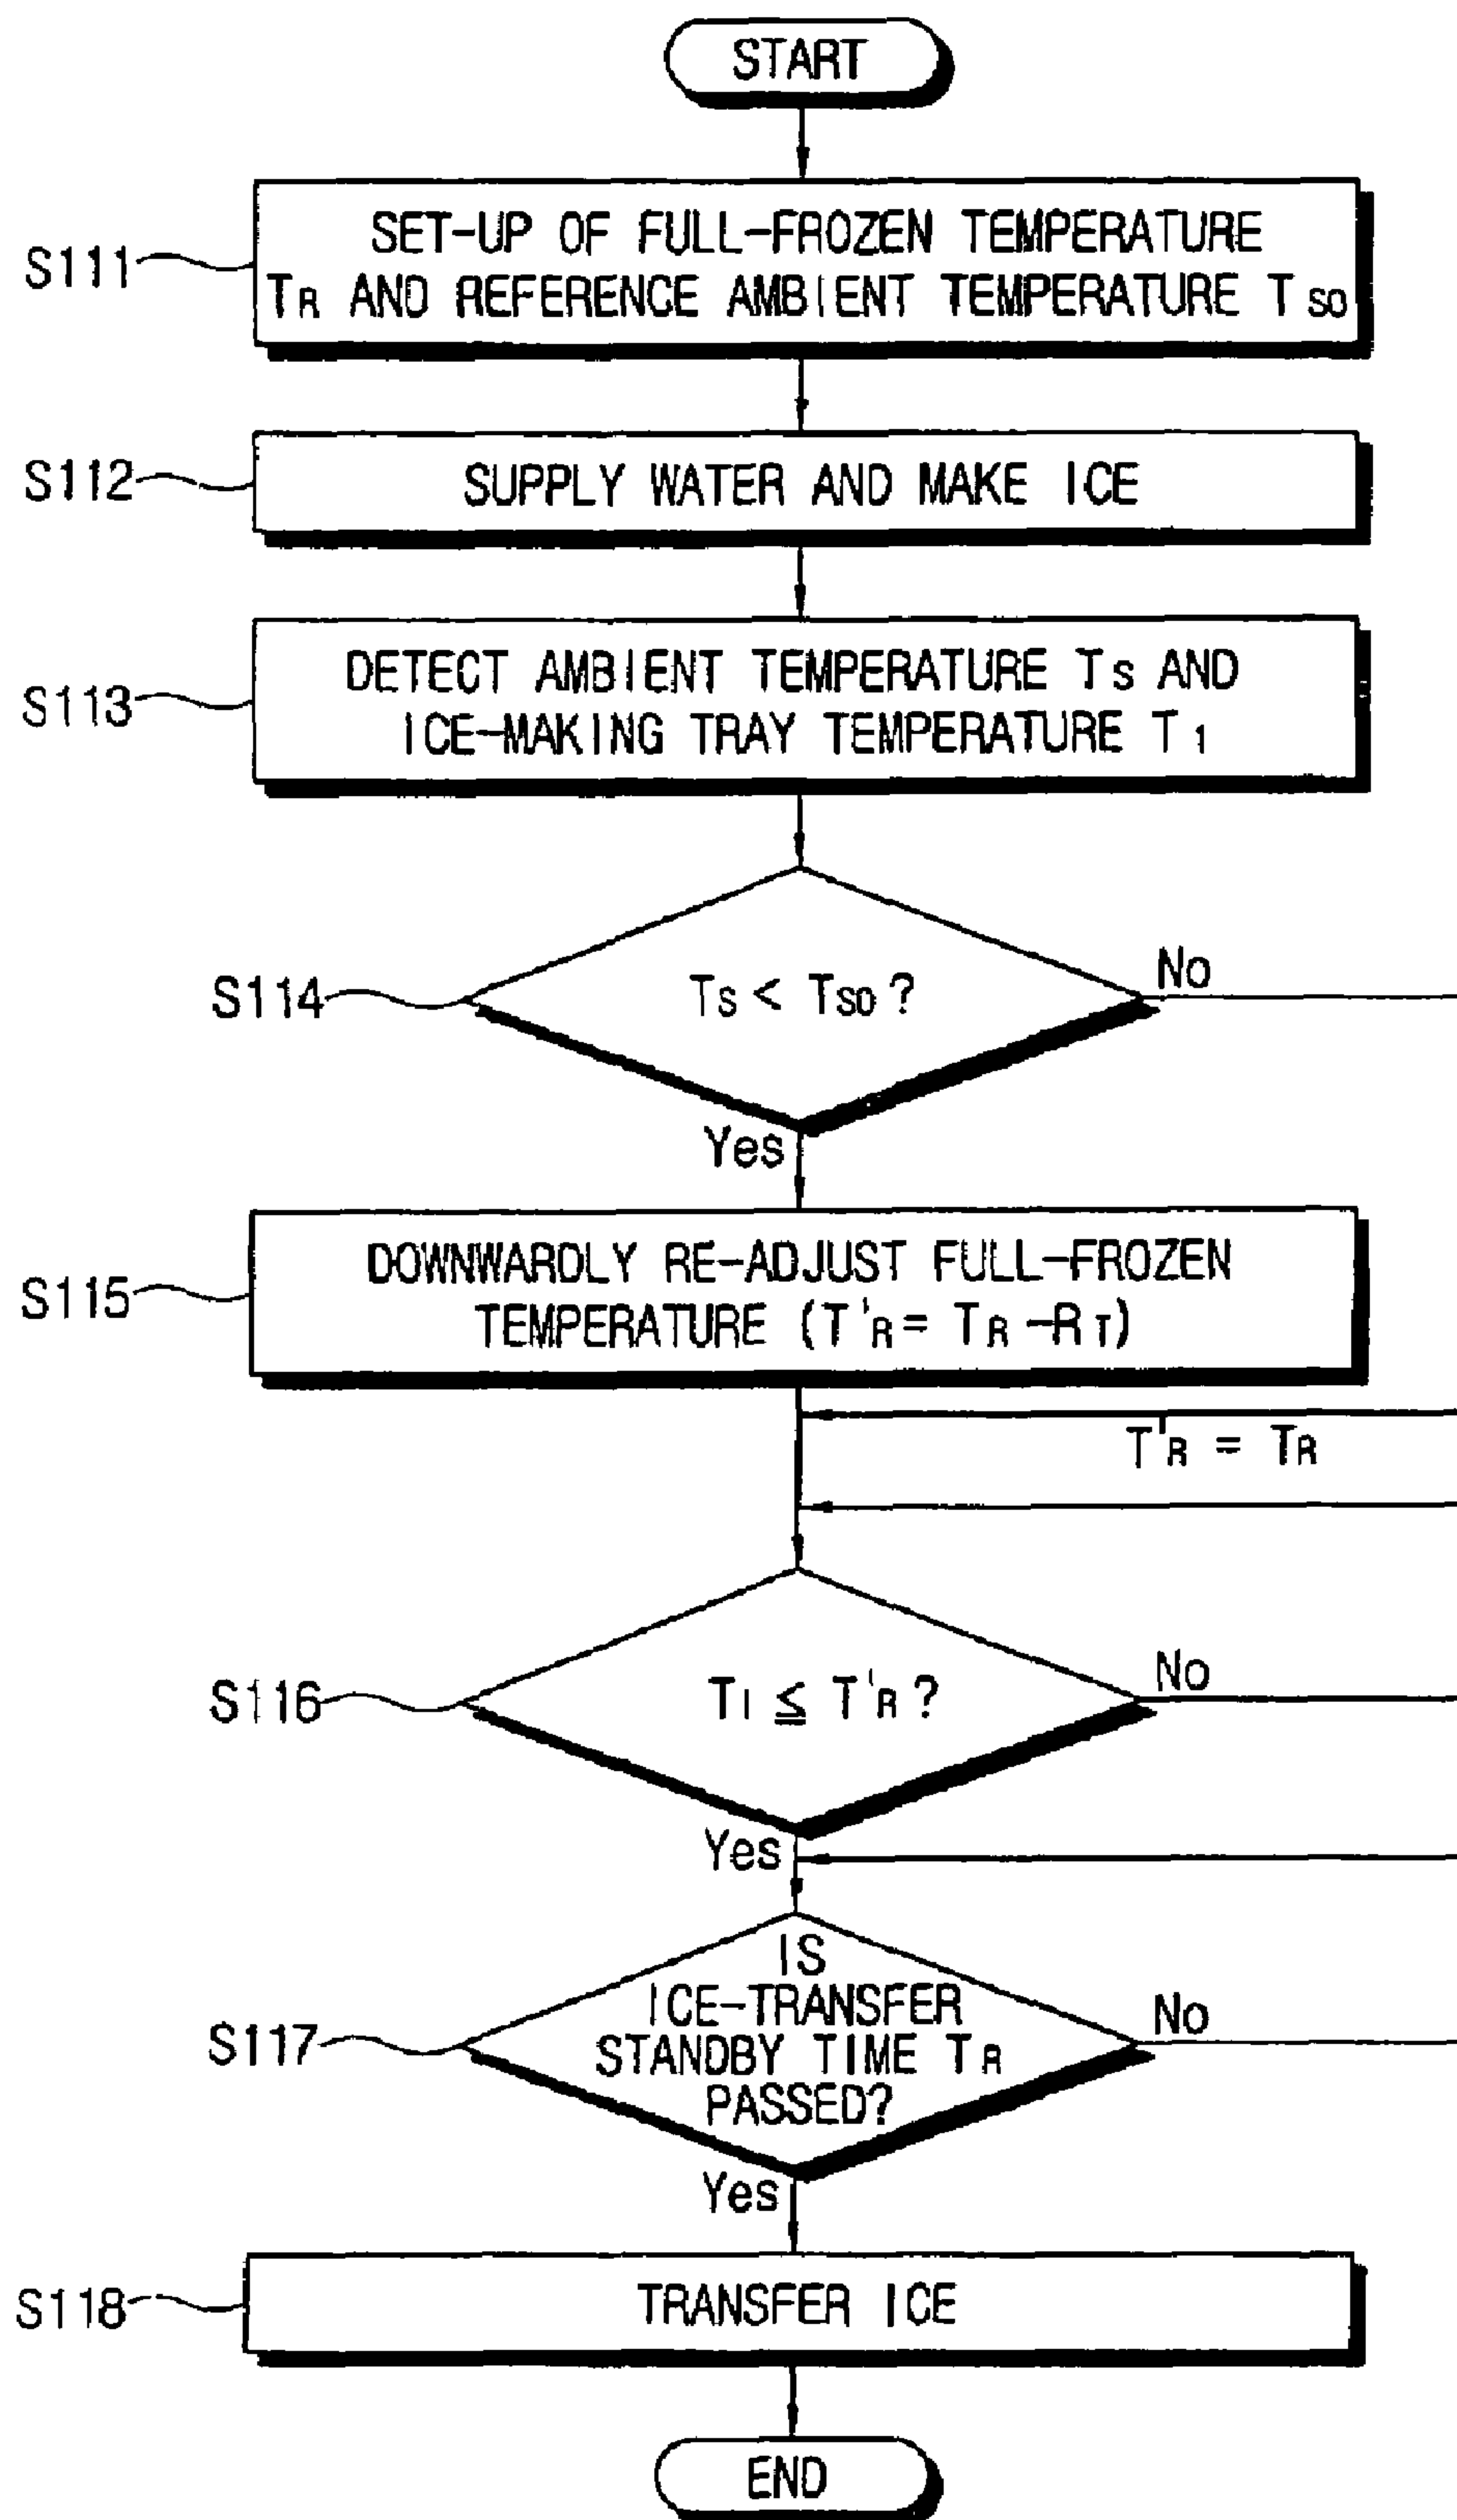 START
S111
SET-UP OF FULL-FROZEN TEMPERATURE
TR AND REFERENCE AMBIENT TEMPERATURE TSO
S112
SUPPLY WATER AND MAKE ICE
S113
DETECT AMBIENT TEMPERATURE TS AND
ICE-MAKING TRAY TEMPERATURE T1
S114
TS < TSO ?
No
Yes
S115
DOWNWARDLY RE-ADJUST FULL-FROZEN
TEMPERATURE (T'R = TR -RT)
T'R = TR
S116
TI ≦ T'R ?
No
Yes
S117
IS
ICE-TRANSFER
STANDBY TIME TR
PASSED?
No
Yes
S118
TRANSFER ICE
END